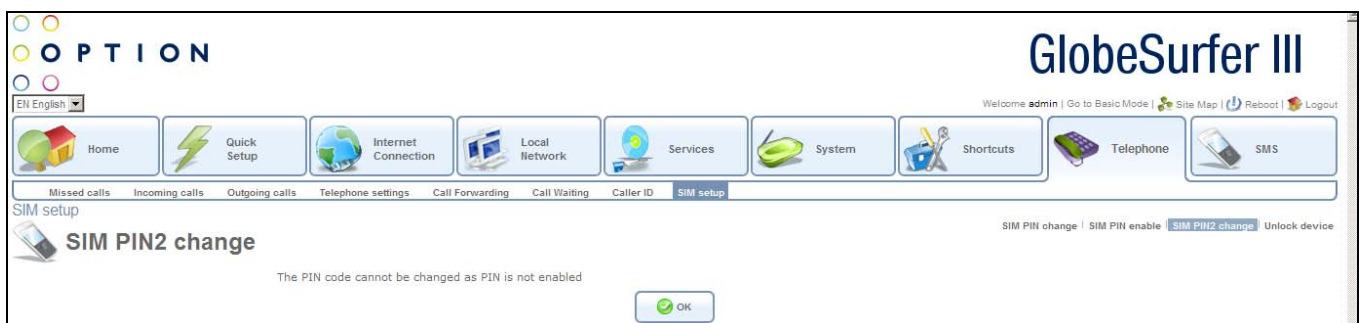 OPTION
GlobeSurfer III
EN English
Welcome admin | Go to Basic Mode | Site Map | Reboot | Logout
Home
Quick Setup
Internet Connection
Local Network
Services
System
Shortcuts
Telephone
SMS
Missed calls Incoming calls Outgoing calls Telephone settings Call Forwarding Call Waiting Caller ID SIM setup
SIM setup
SIM PIN change | SIM PIN enable | SIM PIN2 change | Unlock device
SIM PIN2 change
The PIN code cannot be changed as PIN is not enabled
OK